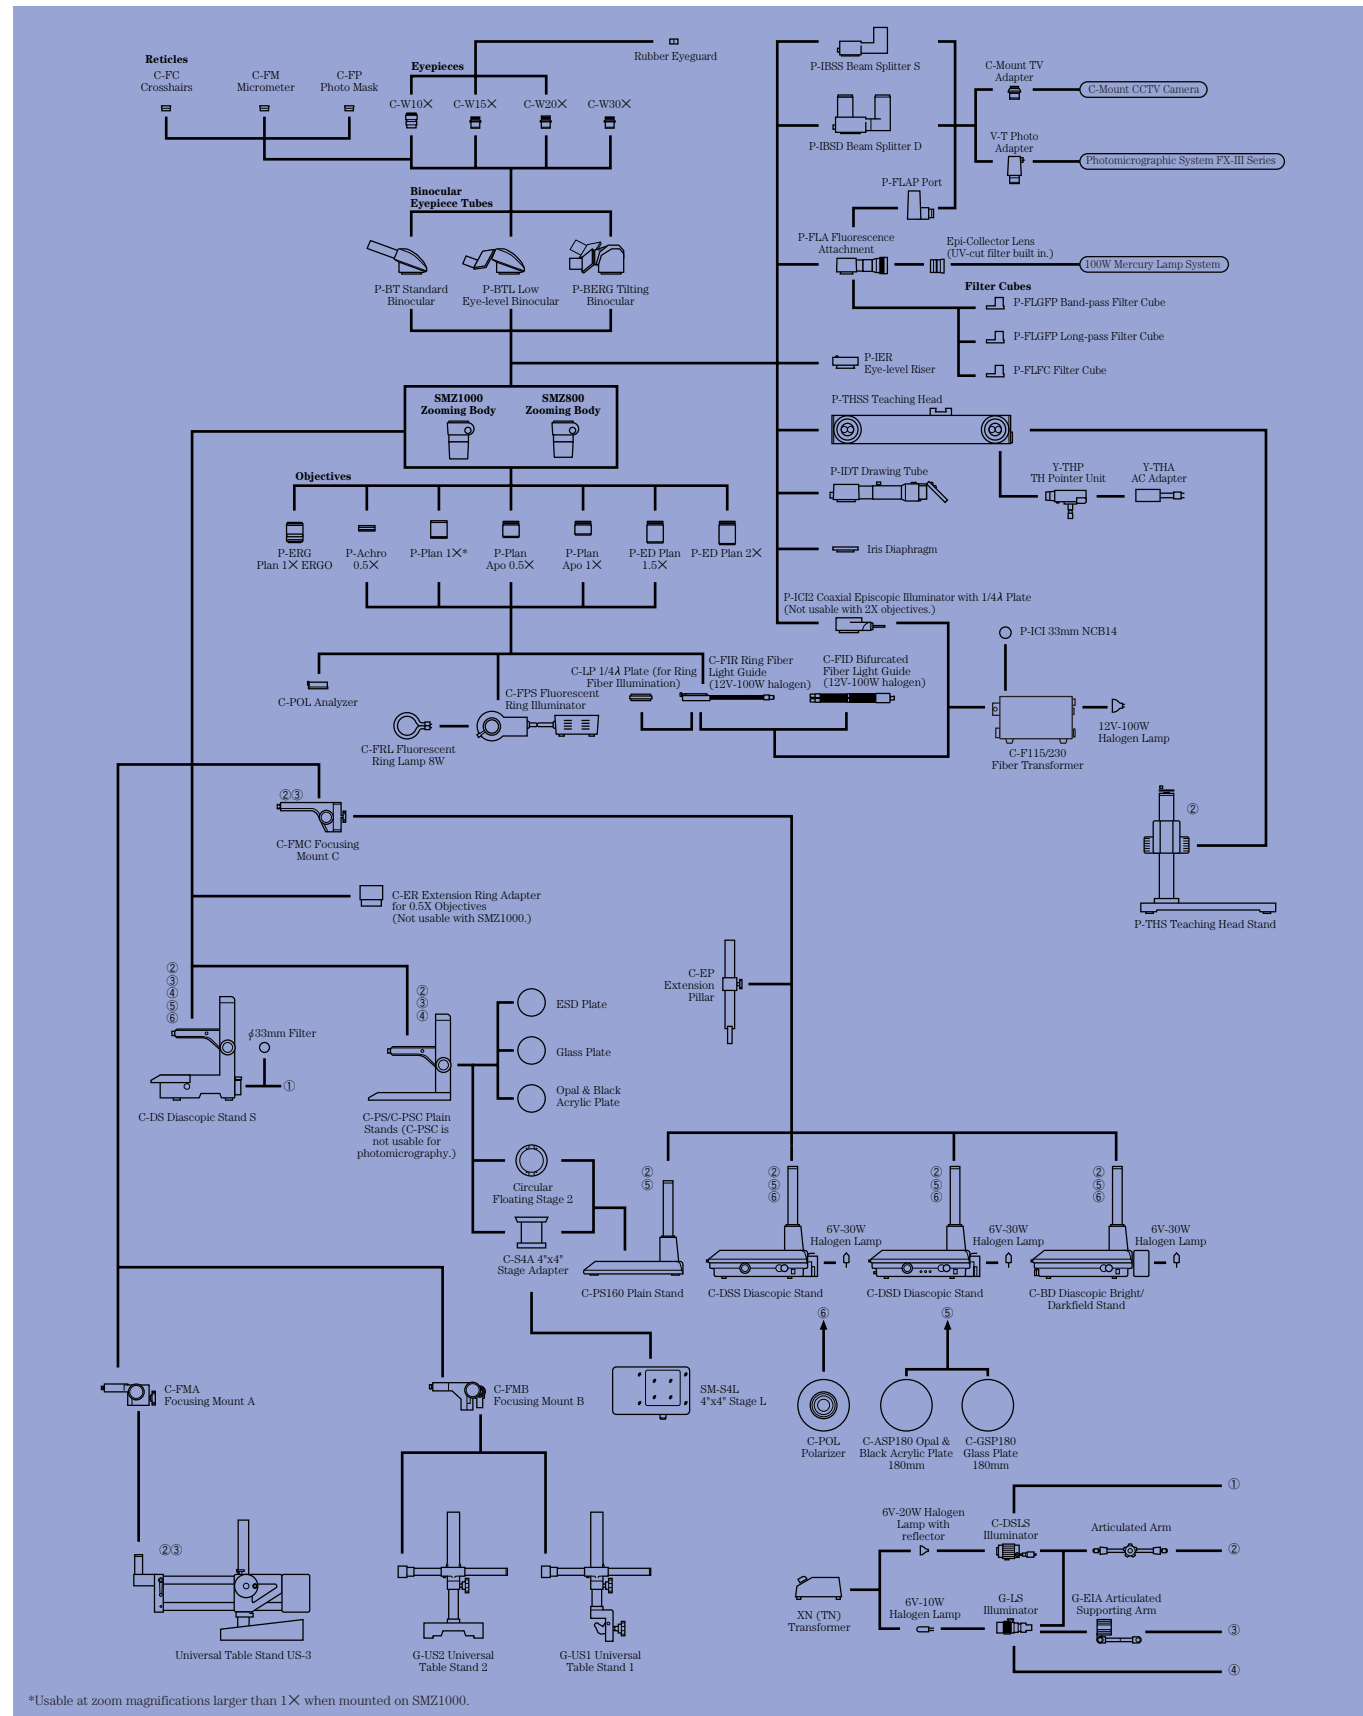 Reticles
C-FC
Crosshairs
C-FM
Micrometer
C-FP
Photo Mask
Eyepieces
C-W10✕
C-W15✕
C-W20✕
C-W30✕
Rubber Eyeguard
Binocular
Eyepiece Tubes
P-BT Standard
Binocular
P-BTL Low
Eye-level Binocular
P-BERG Tilting
Binocular
P-IBSS Beam Splitter S
P-IBSD Beam Splitter D
C-Mount TV
Adapter
C-Mount CCTV Camera
V-T Photo
Adapter
Photomicrographic System FX-III Series
P-FLAP Port
P-FLA Fluorescence
Attachment
Epi-Collector Lens
(UV-cut filter built in.)
100W Mercury Lamp System
Filter Cubes
P-FLGFP Band-pass Filter Cube
P-FLGFP Long-pass Filter Cube
P-FLFC Filter Cube
P-IER
Eye-level Riser
P-THSS Teaching Head
SMZ1000
Zooming Body
SMZ800
Zooming Body
P-IDT Drawing Tube
Y-THP
TH Pointer Unit
Y-THA
AC Adapter
Iris Diaphragm
Objectives
P-ERG
Plan 1✕ ERGO
P-Achro
0.5✕
P-Plan 1✕*
P-Plan
Apo 0.5✕
P-Plan
Apo 1✕
P-ED Plan
1.5✕
P-ED Plan 2✕
P-ICI2 Coaxial Episcopic Illuminator with 1/4λ Plate
(Not usable with 2X objectives.)
P-ICI 33mm NCB14
C-POL Analyzer
C-FPS Fluorescent
Ring Illuminator
C-FRL Fluorescent
Ring Lamp 8W
C-LP 1/4λ Plate (for Ring
Fiber Illumination)
C-FIR Ring Fiber
Light Guide
(12V-100W halogen)
C-FID Bifurcated
Fiber Light Guide
(12V-100W halogen)
12V-100W
Halogen Lamp
C-F115/230
Fiber Transformer
②③
C-FMC Focusing
Mount C
②
P-THS Teaching Head Stand
C-ER Extension Ring Adapter
for 0.5X Objectives
(Not usable with SMZ1000.)
C-EP
Extension
Pillar
②
③
④
⑤
⑥
ϕ33mm Filter
①
C-DS Diascopic Stand S
②
③
④
C-PS/C-PSC Plain
Stands (C-PSC is
not usable for
photomicrography.)
ESD Plate
Glass Plate
Opal & Black
Acrylic Plate
Circular
Floating Stage 2
C-S4A 4"x4"
Stage Adapter
②
⑤
C-PS160 Plain Stand
②
⑤
⑥
6V-30W
Halogen Lamp
C-DSS Diascopic Stand
②
⑤
⑥
6V-30W
Halogen Lamp
C-DSD Diascopic Stand
②
⑤
⑥
6V-30W
Halogen Lamp
C-BD Diascopic Bright/
Darkfield Stand
⑥
⑤
C-FMA
Focusing Mount A
C-FMB
Focusing Mount B
SM-S4L
4"x4" Stage L
C-POL
Polarizer
C-ASP180 Opal &
Black Acrylic Plate
180mm
C-GSP180
Glass Plate
180mm
②③
Universal Table Stand US-3
G-US2 Universal
Table Stand 2
G-US1 Universal
Table Stand 1
XN (TN)
Transformer
6V-20W Halogen
Lamp with
reflector
C-DSLS
Illuminator
Articulated Arm
6V-10W
Halogen Lamp
G-LS
Illuminator
G-EIA Articulated
Supporting Arm
①
②
③
④
*Usable at zoom magnifications larger than 1✕ when mounted on SMZ1000.